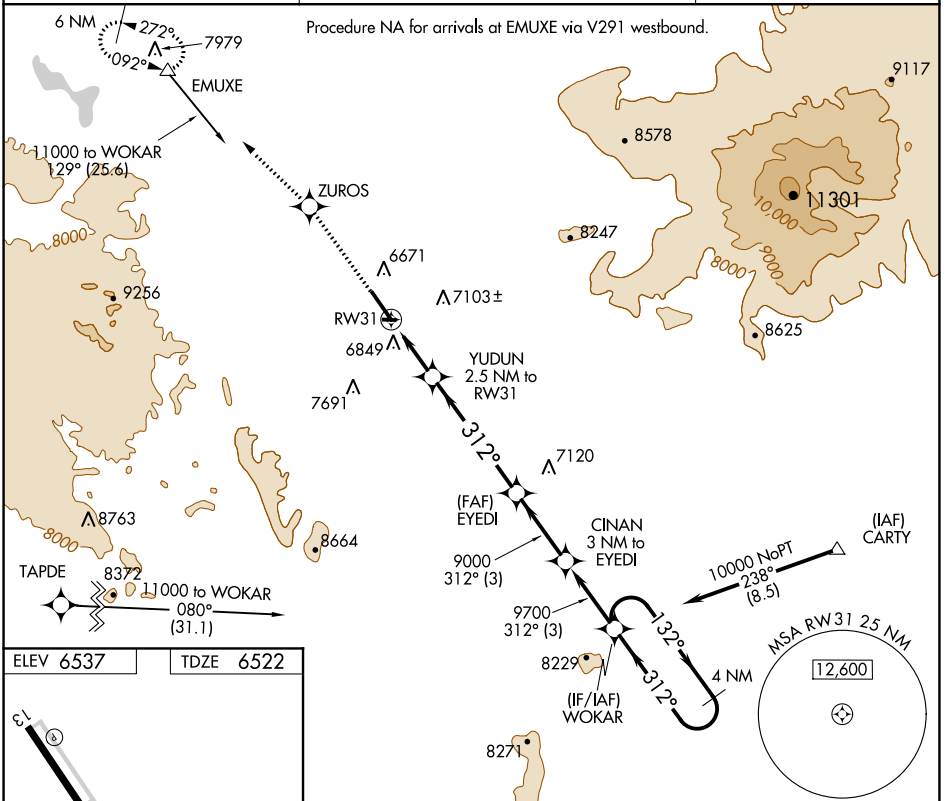 Procedure NA for arrivals at EMUXE via V291 westbound.
6 NM
272°
7979
092°
EMUXE
9117
8578
11000 to WOKAR
129° (25.6)
ZUROS
11301
10,000
9000
8000
8247
8000
6671
9256
7103±
RW31
8625
6849
YUDUN
2.5 NM to
RW31
7691
312°
7120
(FAF)
EYEDI
8763
8000
CINAN
3 NM to
EYEDI
(IAF)
CARTY
8664
9000
312° (3)
10000 NoPT
238°
(8.5)
TAPDE
8372
11000 to WOKAR
080°
(31.1)
9700
312° (3)
132°
MSA RW31 25 NM
12,600
8229
312°
4 NM
(IF/IAF)
WOKAR
8271
ELEV 6537
TDZE 6522
13
P